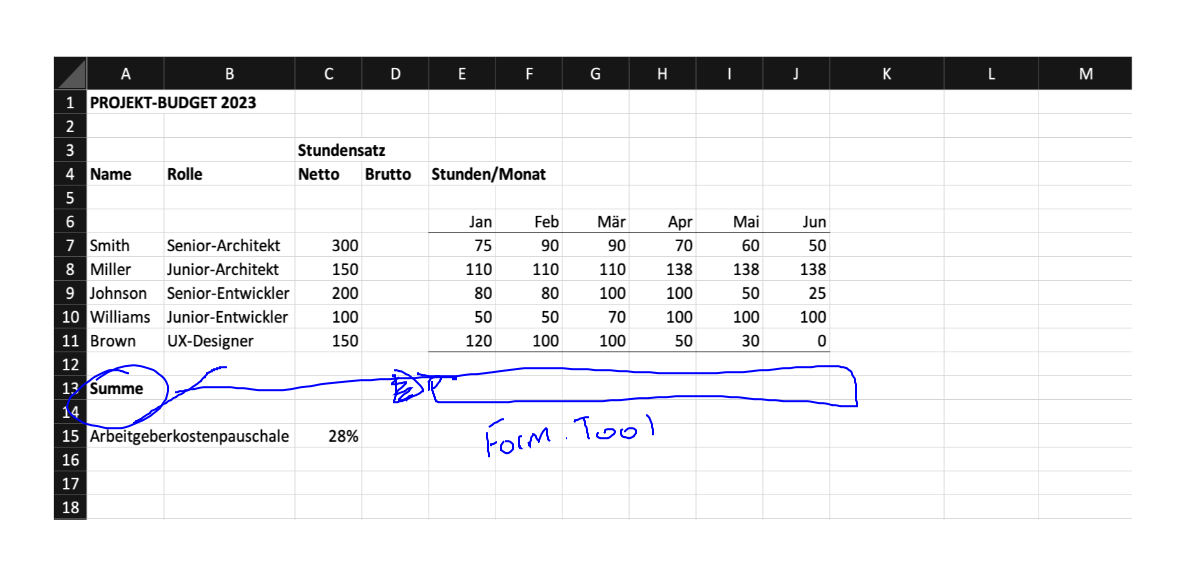 A B C D E F G H I J K L M
1 PROJEKT-BUDGET 2023
2
3 Stundensatz
4 Name Rolle Netto Brutto Stunden/Monat
5
6 Jan Feb Mär Apr Mai Jun
7 Smith Senior-Architekt 300 75 90 90 70 60 50
8 Miller Junior-Architekt 150 110 110 110 138 138 138
9 Johnson Senior-Entwickler 200 80 80 100 100 50 25
10 Williams Junior-Entwickler 100 50 50 70 100 100 100
11 Brown UX-Designer 150 120 100 100 50 30 0
12
13 Summe
14
15 Arbeitgeberkostenpauschale 28%
Form. Tool
16
17
18